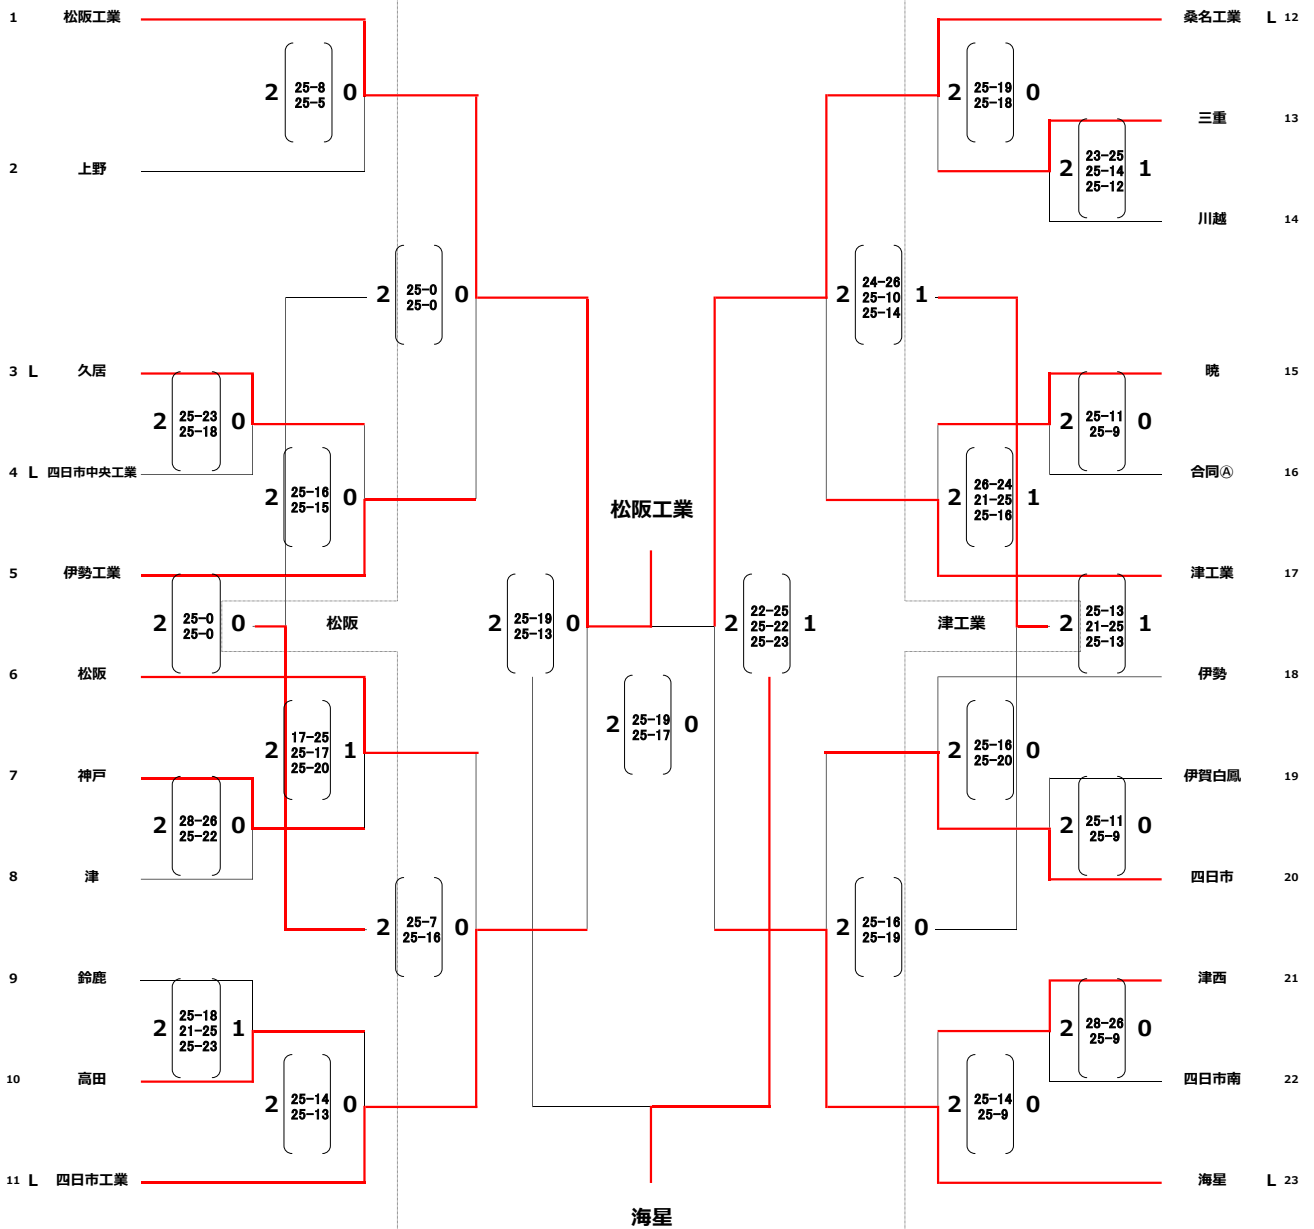 1 松阪工業
2 25-8 0
25-5
2 上野
2 25-0 0
25-0
3 L 久居
2 25-23 0
25-18
4 L 四日市中央工業
2 25-16 0
25-15
5 伊勢工業
2 25-0 0
25-0
松阪
6 松阪
17-25
2 25-17 1
25-20
7 神戸
2 28-26 0
25-22
8 津
2 25-7 0
25-16
9 鈴鹿
25-18
2 21-25 1
25-23
10 高田
2 25-14 0
25-13
11 L 四日市工業
松阪工業
2 25-19 0
25-13
2 25-19 0
25-17
22-25
2 25-22 1
25-23
海星
桑名工業 L 12
2 25-19 0
25-18
三重 13
23-25
2 25-14 1
25-12
川越 14
24-26
2 25-10 1
25-14
暁 15
2 25-11 0
25-9
合同Ⓐ 16
26-24
2 21-25 1
25-16
津工業 17
25-13
2 21-25 1
25-13
津工業
伊勢 18
2 25-16 0
25-20
伊賀白鳳 19
2 25-11 0
25-9
四日市 20
2 25-16 0
25-19
津西 21
2 28-26 0
25-9
四日市南 22
2 25-14 0
25-9
海星 L 23